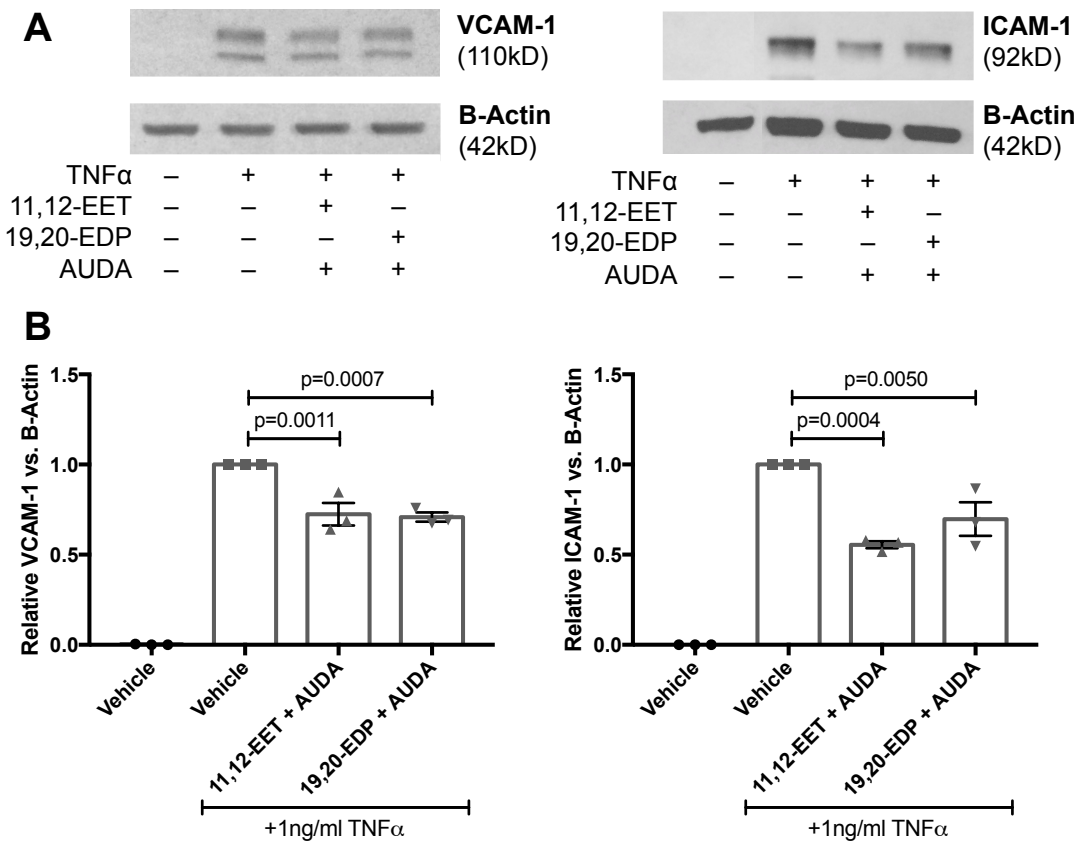 A
VCAM-1
(110kD)
B-Actin
(42kD)
TNFα – + + +
11,12-EET – – + –
19,20-EDP – – – +
AUDA – – + +
ICAM-1
(92kD)
B-Actin
(42kD)
TNFα – + + +
11,12-EET – – + –
19,20-EDP – – – +
AUDA – – + +
B
Relative VCAM-1 vs. B-Actin
1.5
1.0
0.5
0.0
p=0.0007
p=0.0011
Vehicle
Vehicle
11,12-EET + AUDA
19,20-EDP + AUDA
+1ng/ml TNFα
Relative ICAM-1 vs. B-Actin
1.5
1.0
0.5
0.0
p=0.0050
p=0.0004
Vehicle
Vehicle
11,12-EET + AUDA
19,20-EDP + AUDA
+1ng/ml TNFα